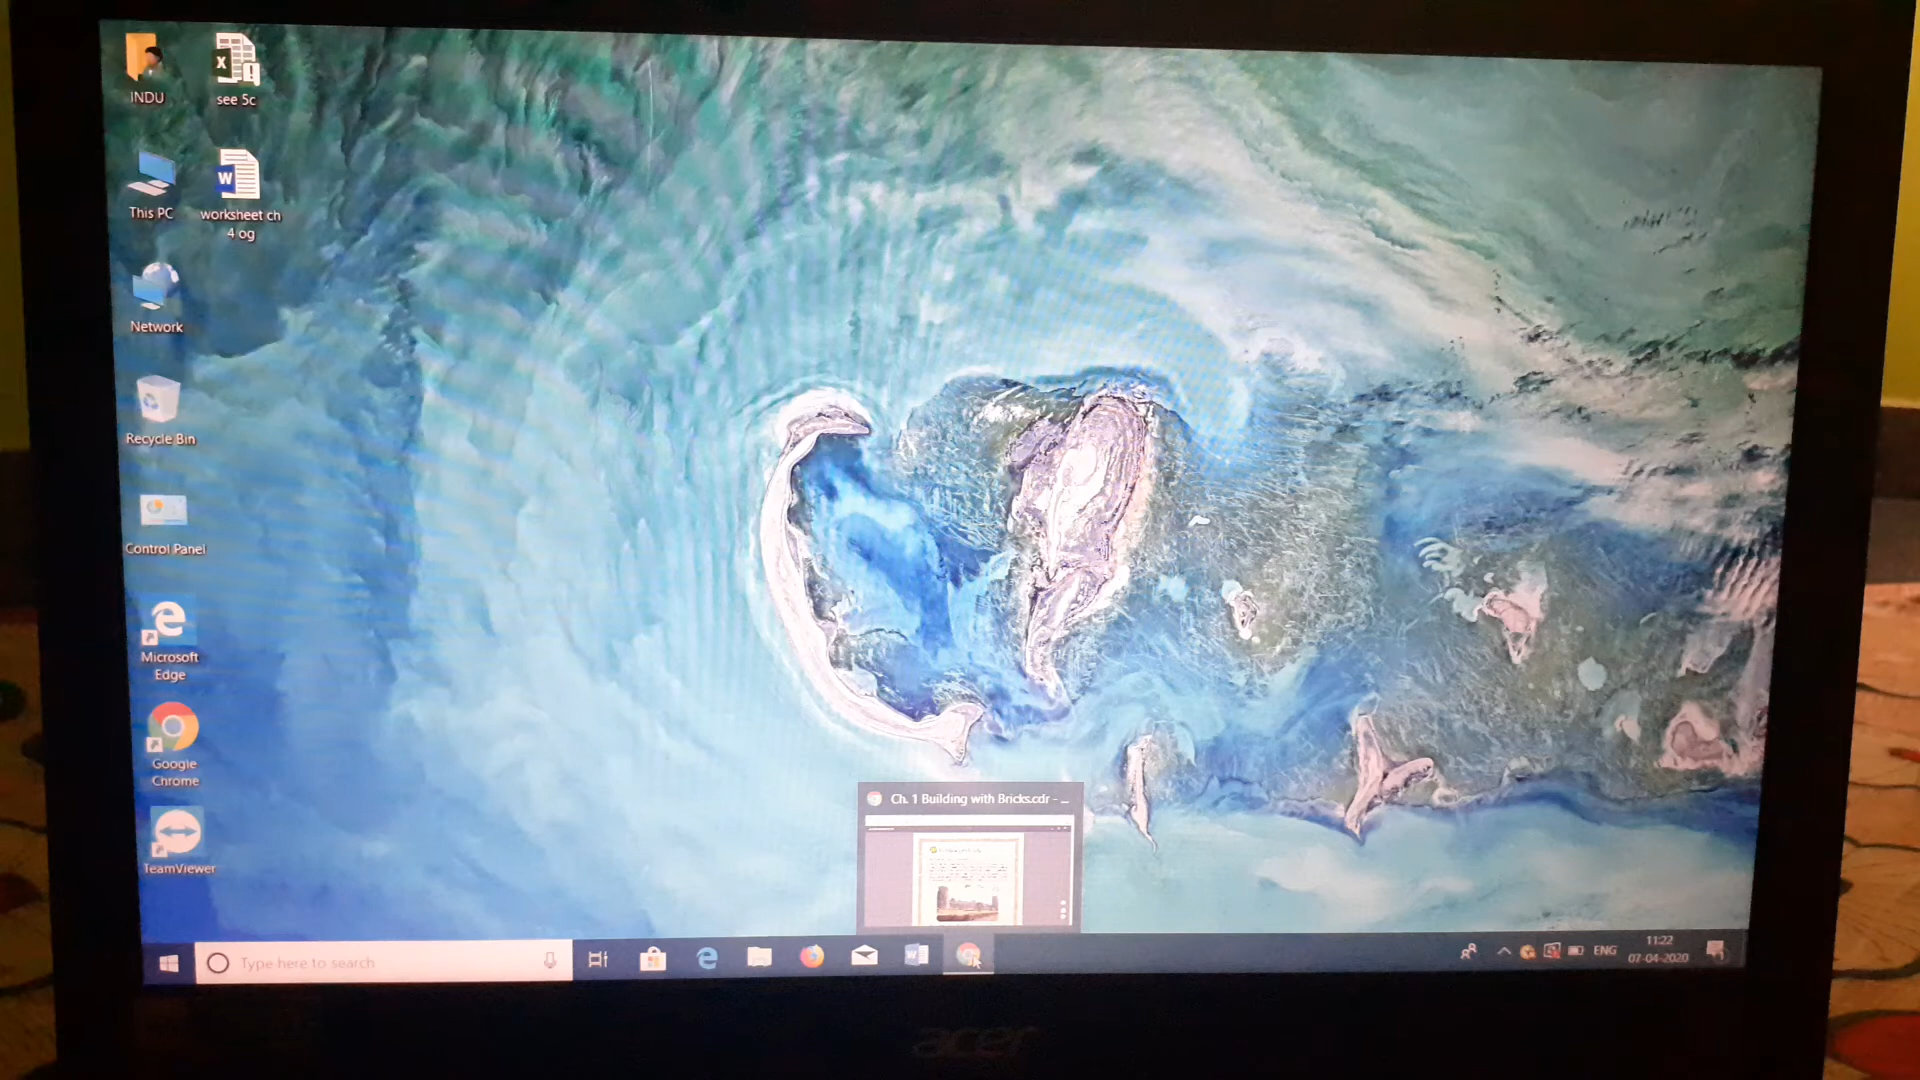 INDU
see 5c
This PC
worksheet ch
4 og
Network
Recycle Bin
Control Panel
Microsoft
Edge
Google
Chrome
TeamViewer
Ch. 1 Building with Bricks.cdr - ...
Type here to search
ENG
11:22
07-04-2020
acer